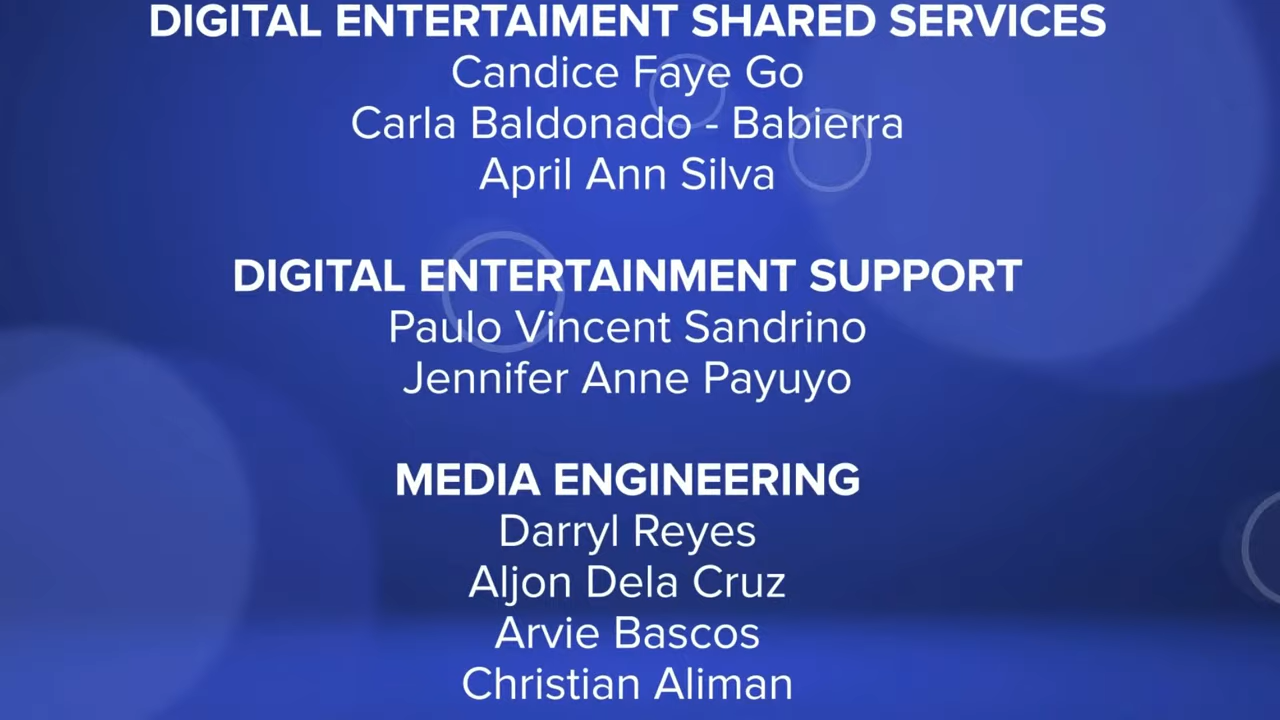 DIGITAL ENTERTAIMENT SHARED SERVICES
Candice Faye Go
Carla Baldonado - Babierra
April Ann Silva
DIGITAL ENTERTAINMENT SUPPORT
Paulo Vincent Sandrino
Jennifer Anne Payuyo
MEDIA ENGINEERING
Darryl Reyes
Aljon Dela Cruz
Arvie Bascos
Christian Aliman